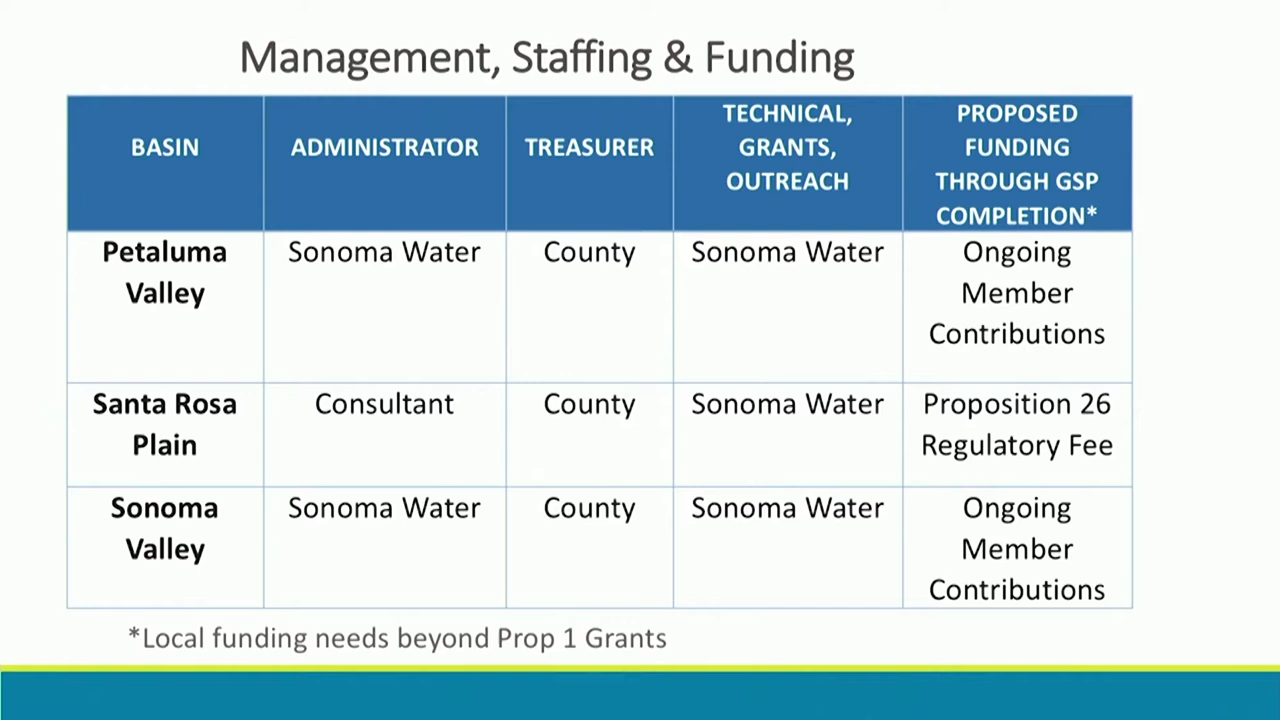 Management, Staffing & Funding
BASIN
ADMINISTRATOR
TREASURER
TECHNICAL,
GRANTS,
OUTREACH
PROPOSED
FUNDING
THROUGH GSP
COMPLETION*
Petaluma
Valley
Sonoma Water
County
Sonoma Water
Ongoing
Member
Contributions
Santa Rosa
Plain
Consultant
County
Sonoma Water
Proposition 26
Regulatory Fee
Sonoma
Valley
Sonoma Water
County
Sonoma Water
Ongoing
Member
Contributions
*Local funding needs beyond Prop 1 Grants